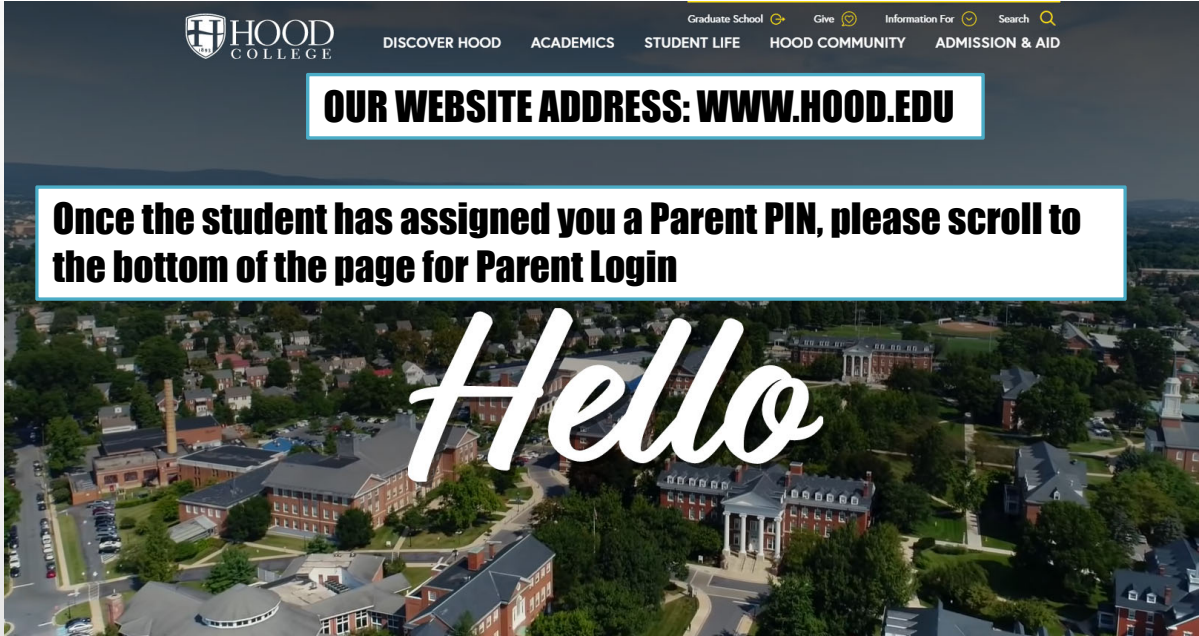 HOOD
COLLEGE
1893
Graduate School Give Information For Search
DISCOVER HOOD ACADEMICS STUDENT LIFE HOOD COMMUNITY ADMISSION & AID
OUR WEBSITE ADDRESS: WWW.HOOD.EDU
Once the student has assigned you a Parent PIN, please scroll to
the bottom of the page for Parent Login
Hello